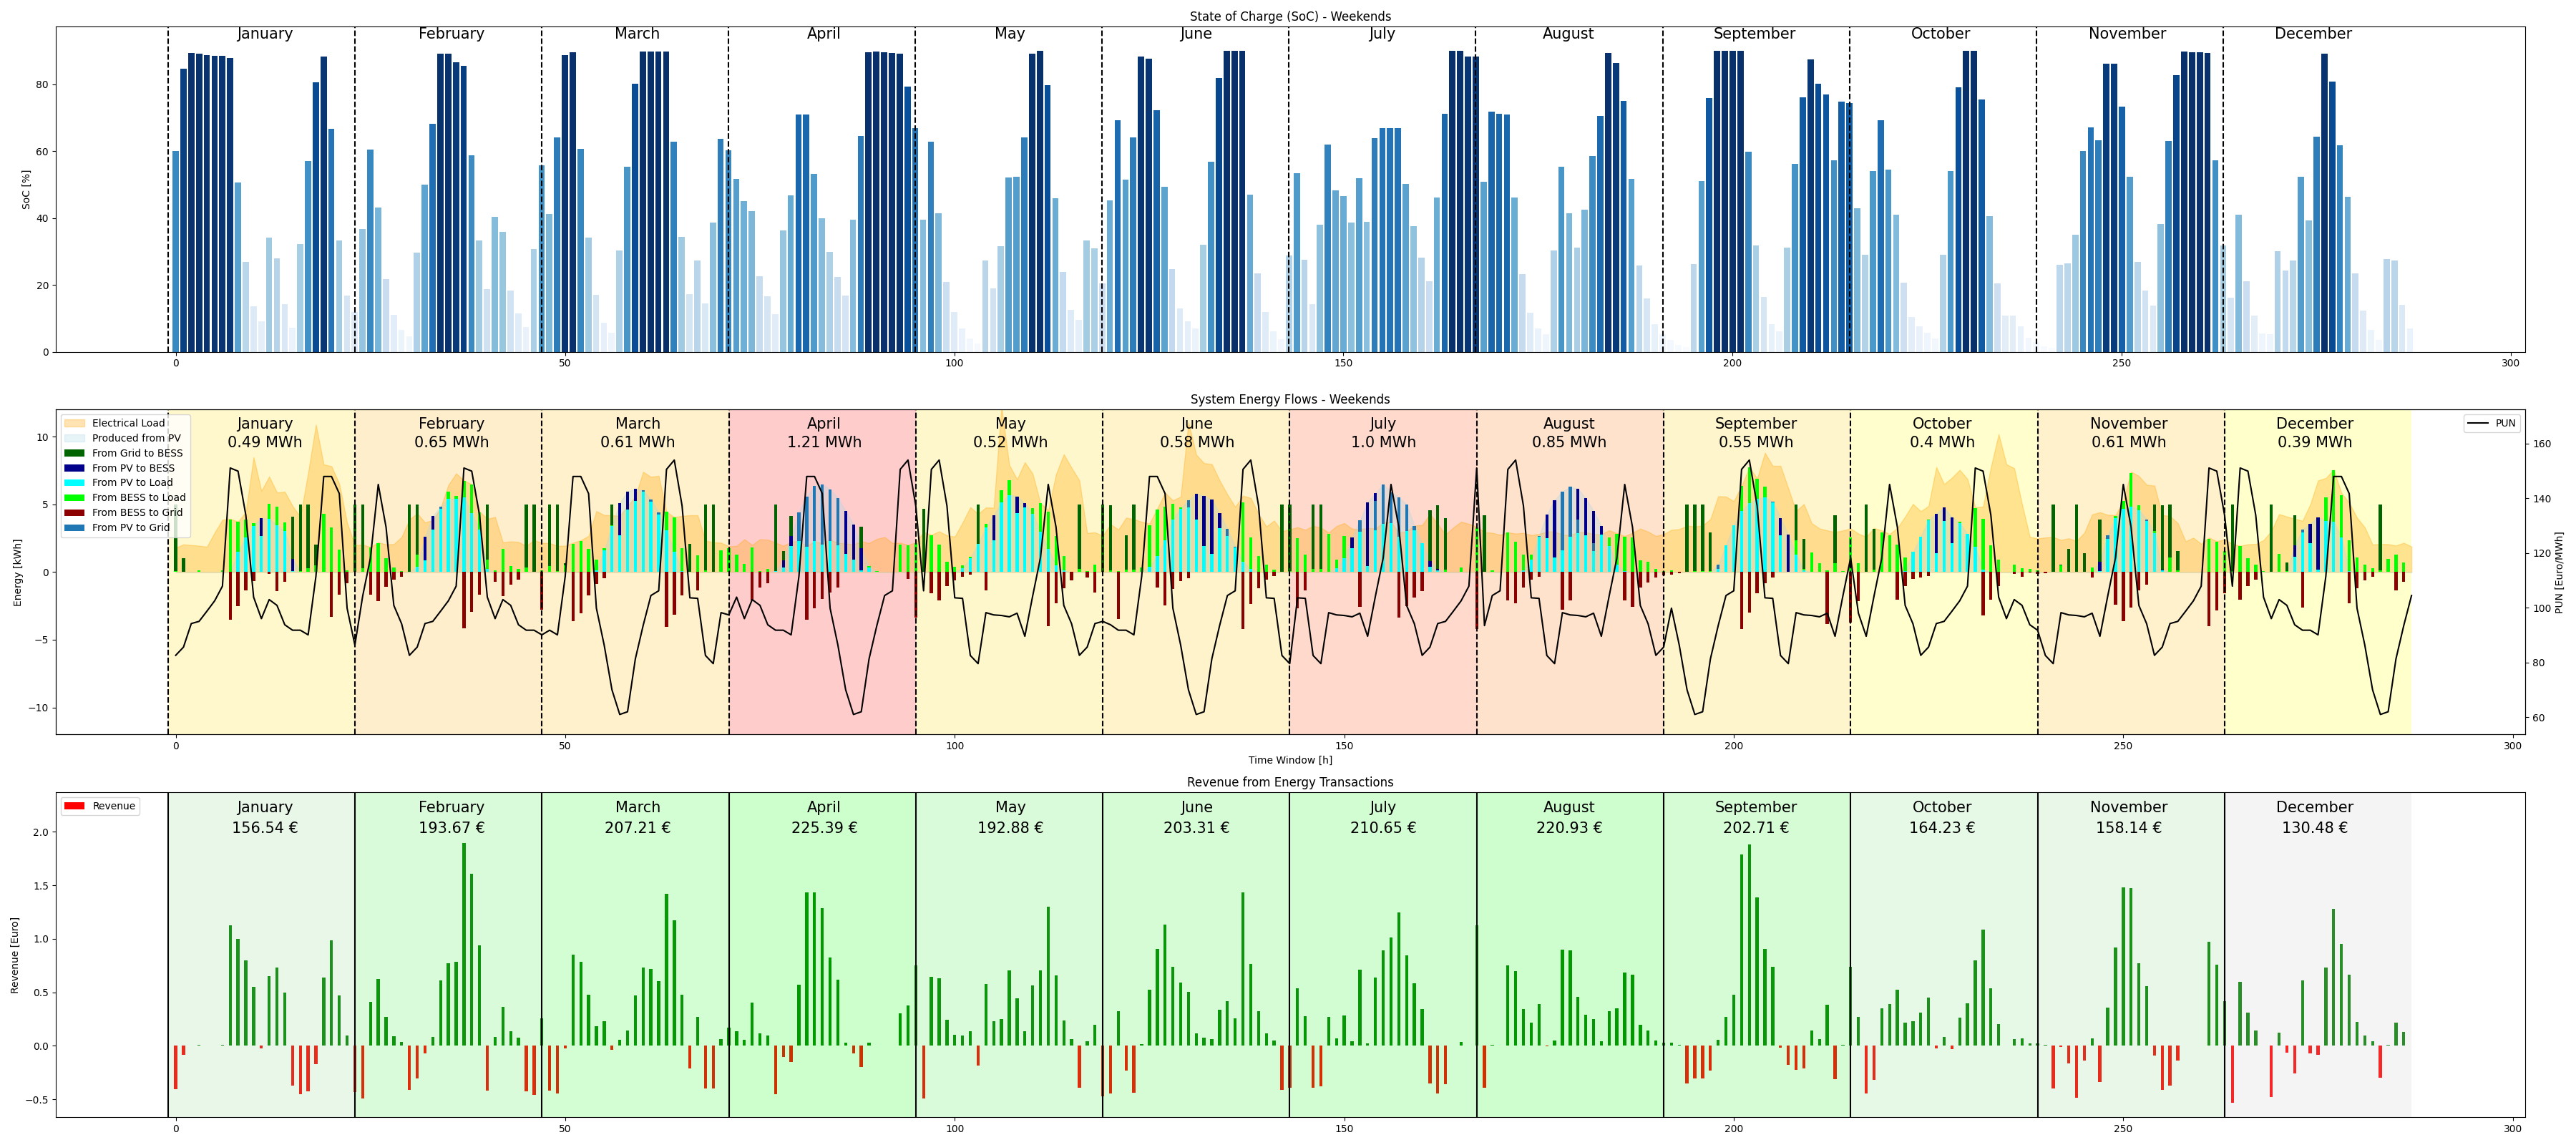 State of Charge (SoC) - Weekends
January February March April May June July August September October November December
SoC [%]
80
60
40
20
0
0 50 100 150 200 250 300
System Energy Flows - Weekends
January February March April May June July August September October November December
0.49 MWh 0.65 MWh 0.61 MWh 1.21 MWh 0.52 MWh 0.58 MWh 1.0 MWh 0.85 MWh 0.55 MWh 0.4 MWh 0.61 MWh 0.39 MWh
Electrical Load
Produced from PV
From Grid to BESS
From PV to BESS
From PV to Load
From BESS to Load
From BESS to Grid
From PV to Grid
PUN
Energy [kWh]
10
5
0
−5
−10
PUN [Euro/MWh]
160
140
120
100
80
60
0 50 100 150 200 250 300
Time Window [h]
Revenue from Energy Transactions
Revenue
January February March April May June July August September October November December
156.54 € 193.67 € 207.21 € 225.39 € 192.88 € 203.31 € 210.65 € 220.93 € 202.71 € 164.23 € 158.14 € 130.48 €
Revenue [Euro]
2.0
1.5
1.0
0.5
0.0
−0.5
0 50 100 150 200 250 300